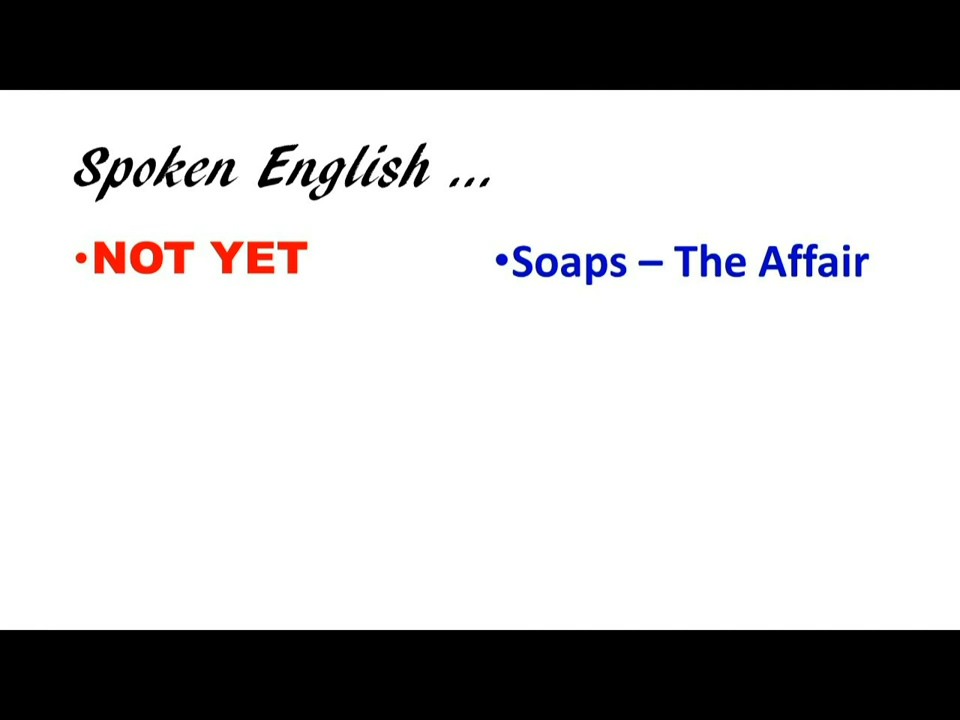 Spoken English ...
•NOT YET
•Soaps – The Affair